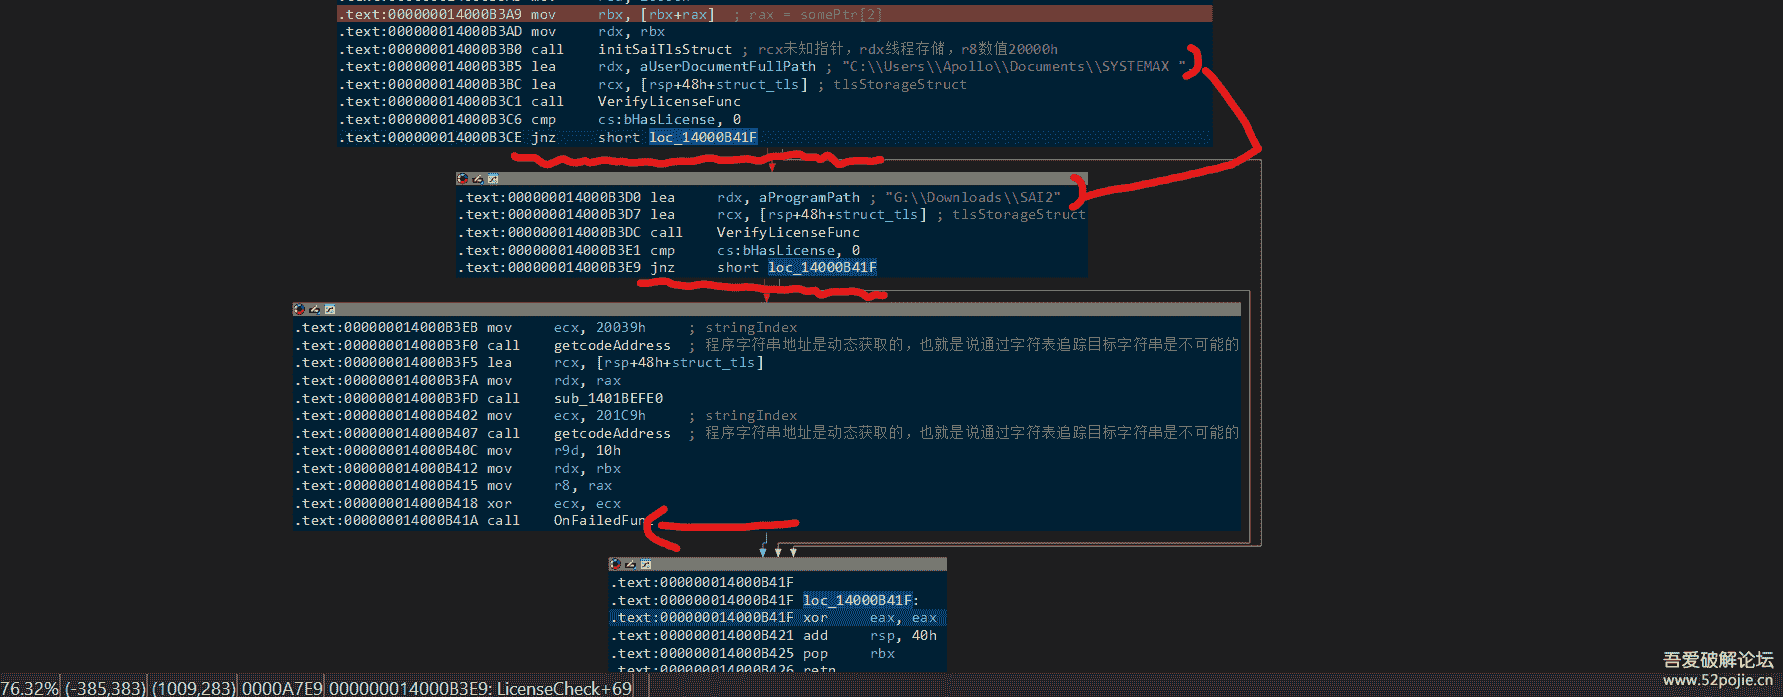 .text:000000014000B3A9 mov rbx, [rbx+rax] ; rax = somePtr[2]
.text:000000014000B3AD mov rdx, rbx
.text:000000014000B3B0 call initSaiTlsStruct ; rcx未知指针，rdx线程存储，r8数值20000h
.text:000000014000B3B5 lea rdx, aUserDocumentFullPath ; "C:\\Users\\Apollo\\Documents\\SYSTEMAX "
.text:000000014000B3BC lea rcx, [rsp+48h+struct_tls] ; tlsStorageStruct
.text:000000014000B3C1 call VerifyLicenseFunc
.text:000000014000B3C6 cmp cs:bHasLicense, 0
.text:000000014000B3CE jnz short loc_14000B41F
.text:000000014000B3D0 lea rdx, aProgramPath ; "G:\\Downloads\\SAI2"
.text:000000014000B3D7 lea rcx, [rsp+48h+struct_tls] ; tlsStorageStruct
.text:000000014000B3DC call VerifyLicenseFunc
.text:000000014000B3E1 cmp cs:bHasLicense, 0
.text:000000014000B3E9 jnz short loc_14000B41F
.text:000000014000B3EB mov ecx, 20039h ; stringIndex
.text:000000014000B3F0 call getcodeAddress ; 程序字符串地址是动态获取的，也就是说通过字符表追踪目标字符串是不可能的
.text:000000014000B3F5 lea rcx, [rsp+48h+struct_tls]
.text:000000014000B3FA mov rdx, rax
.text:000000014000B3FD call sub_1401BEFE0
.text:000000014000B402 mov ecx, 201C9h ; stringIndex
.text:000000014000B407 call getcodeAddress ; 程序字符串地址是动态获取的，也就是说通过字符表追踪目标字符串是不可能的
.text:000000014000B40C mov r9d, 10h
.text:000000014000B412 mov rdx, rbx
.text:000000014000B415 mov r8, rax
.text:000000014000B418 xor ecx, ecx
.text:000000014000B41A call OnFailedFunc
.text:000000014000B41F
.text:000000014000B41F loc_14000B41F:
.text:000000014000B41F xor eax, eax
.text:000000014000B421 add rsp, 40h
.text:000000014000B425 pop rbx
.text:000000014000B426 retn
76.32% (-385,383) (1009,283) 0000A7E9 000000014000B3E9: LicenseCheck+69
吾爱破解论坛
www.52pojie.cn